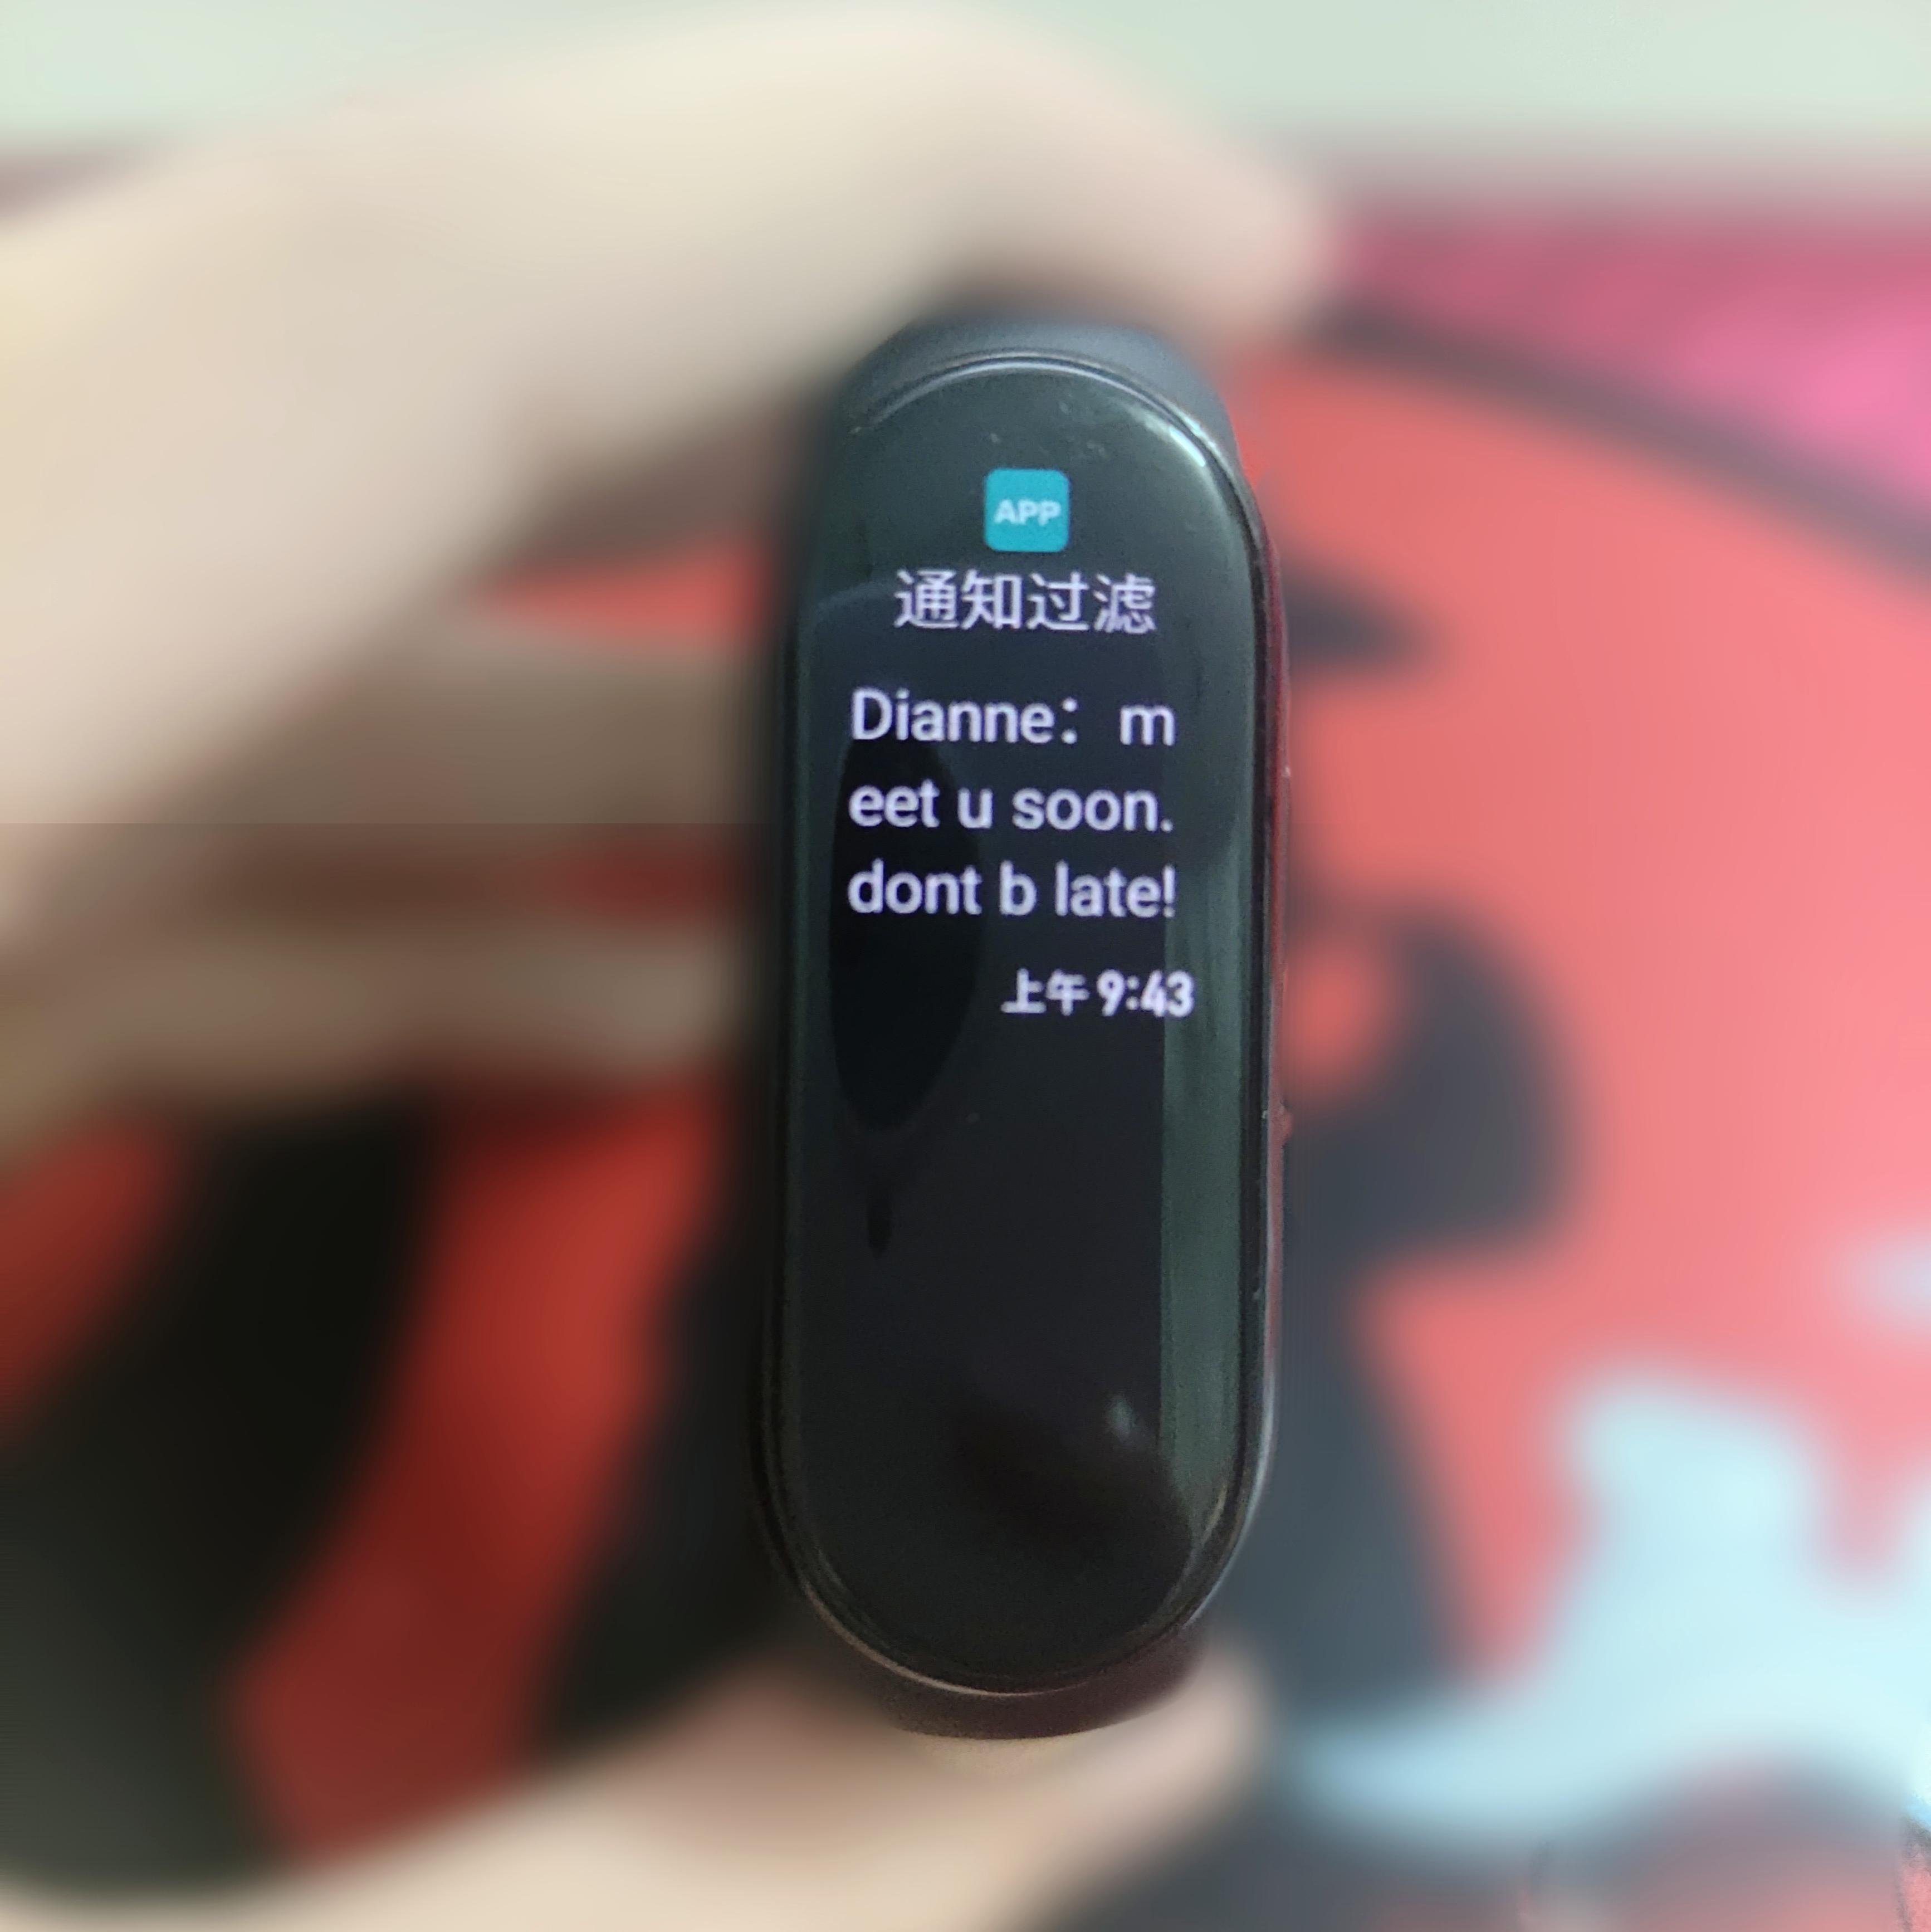 APP
通知过滤
Dianne： m
eet u soon.
dont b late!
上午 9:43